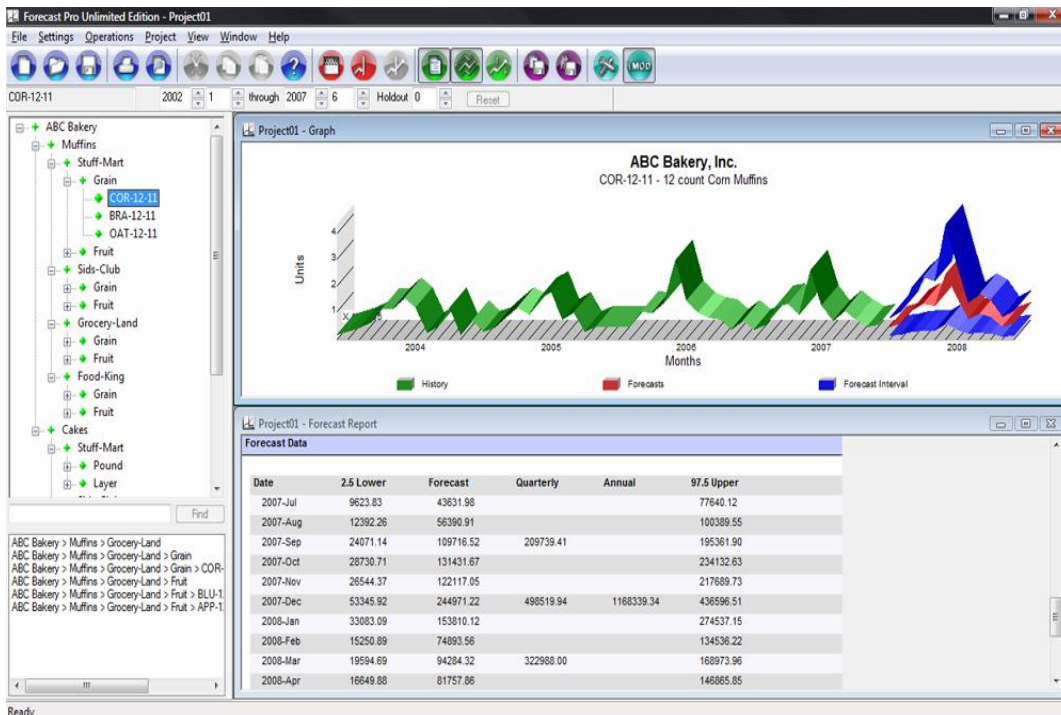 Forecast Pro Unlimited Edition - Project01
File Settings Operations Project View Window Help
MOD
COR-12-11 2002 1 through 2007 6 Holdout 0 Reset
ABC Bakery
Muffins
Stuff-Mart
Grain
COR-12-11
BRA-12-11
OAT-12-11
Fruit
Sids-Club
Grain
Fruit
Grocery-Land
Grain
Fruit
Food-King
Grain
Fruit
Cakes
Stuff-Mart
Pound
Layer
Find
ABC Bakery > Muffins > Grocery-Land
ABC Bakery > Muffins > Grocery-Land > Grain
ABC Bakery > Muffins > Grocery-Land > Grain > COR-
ABC Bakery > Muffins > Grocery-Land > Fruit
ABC Bakery > Muffins > Grocery-Land > Fruit > BLU-1
ABC Bakery > Muffins > Grocery-Land > Fruit > APP-1
Project01 - Graph
ABC Bakery, Inc.
COR-12-11 - 12 count Corn Muffins
Units
4
3
2
1
X 5
2004 2005 2006 2007 2008
Months
History Forecasts Forecast Interval
Project01 - Forecast Report
Forecast Data
Date 2.5 Lower Forecast Quarterly Annual 97.5 Upper
2007-Jul 9623.83 43631.98 77640.12
2007-Aug 12392.26 56390.91 100389.55
2007-Sep 24071.14 109716.52 209739.41 195361.90
2007-Oct 28730.71 131431.67 234132.63
2007-Nov 26544.37 122117.05 217689.73
2007-Dec 53345.92 244971.22 498519.94 1168339.34 436596.51
2008-Jan 33083.09 153810.12 274537.15
2008-Feb 15250.89 74893.56 134536.22
2008-Mar 19594.69 94284.32 322988.00 168973.96
2008-Apr 16649.88 81757.86 146865.85
Ready